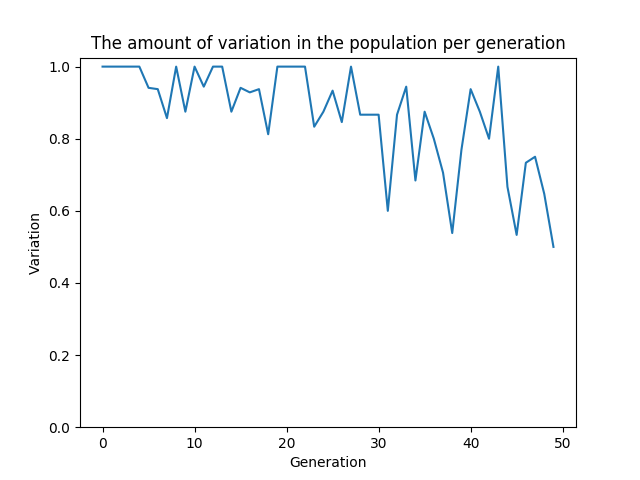 The amount of variation in the population per generation
1.0
0.8
0.6
0.4
0.2
0.0
Variation
0 10 20 30 40 50
Generation